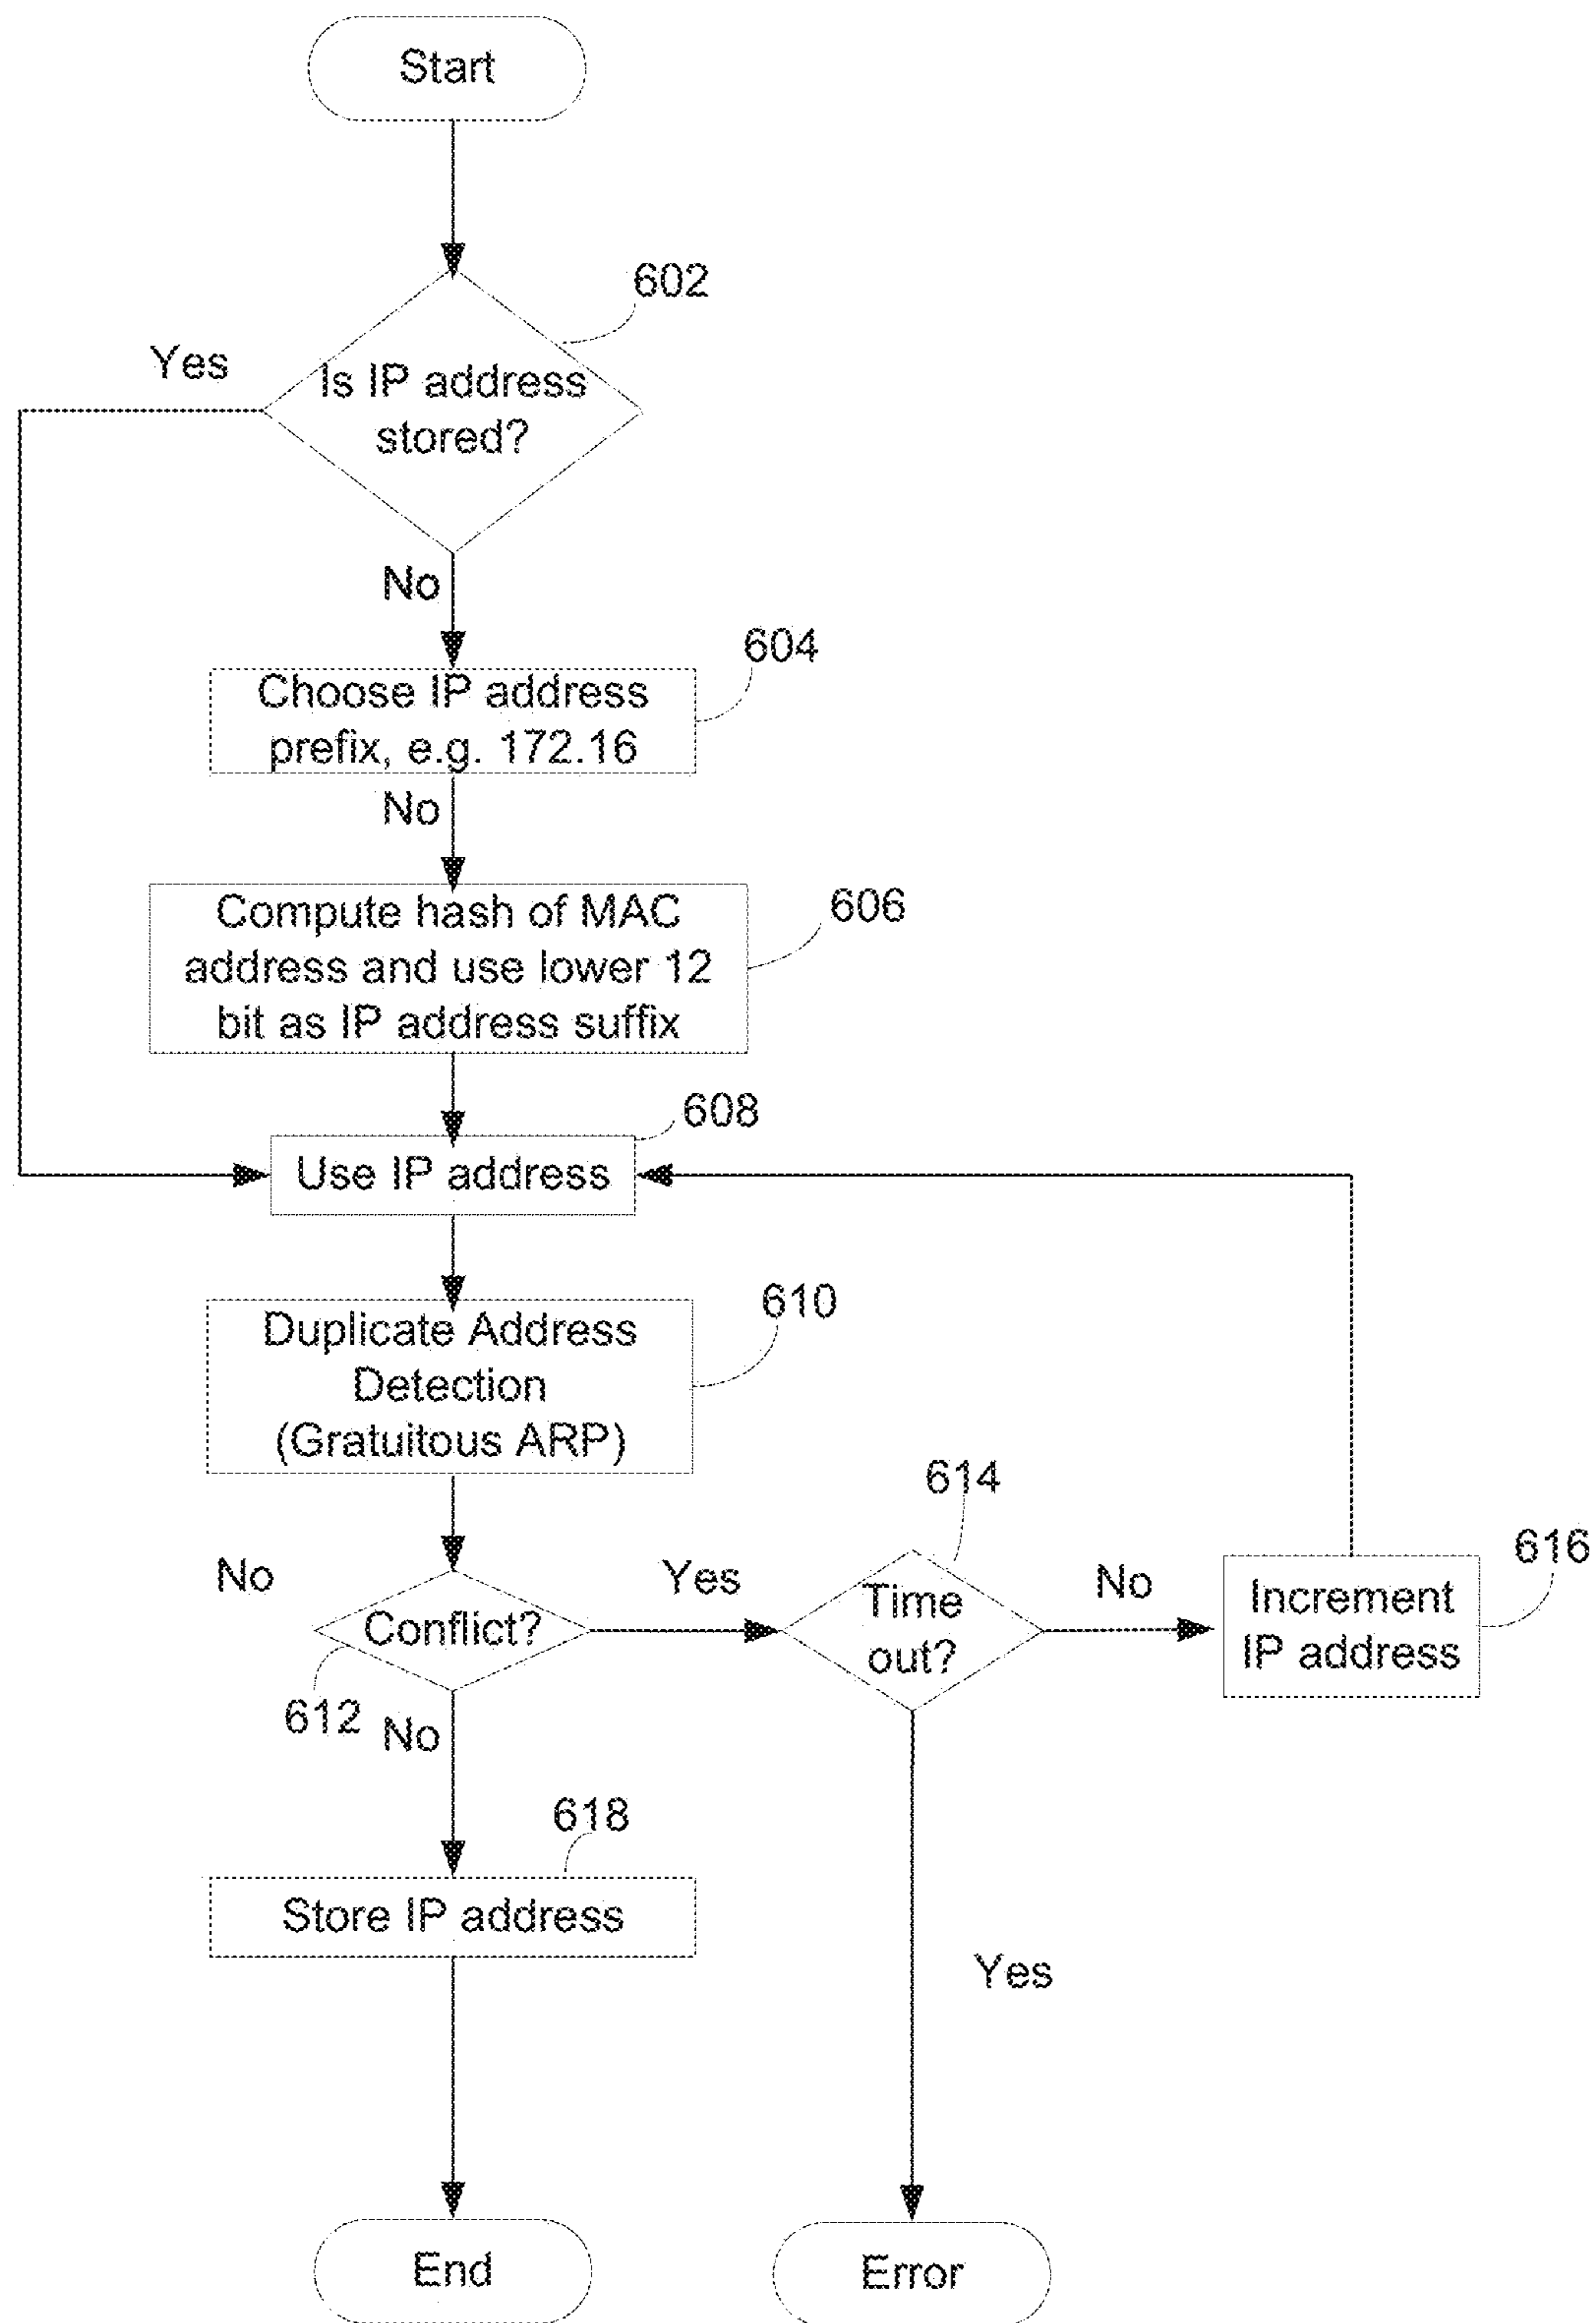 Start
602
Yes
Is IP address
stored?
No
604
Choose IP address
prefix, e.g. 172.16
No
606
Compute hash of MAC
address and use lower 12
bit as IP address suffix
608
Use IP address
610
Duplicate Address
Detection
(Gratuitous ARP)
614
No
Conflict?
Yes
Time
out?
No
616
Increment
IP address
612
No
618
Store IP address
Yes
End
Error